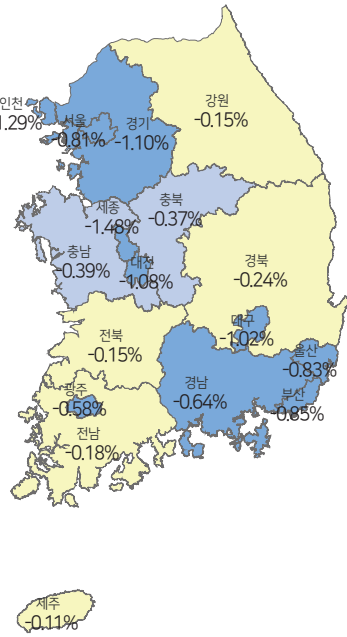 강원
-0.15%
인천
1.29%
서울
-0.81%
경기
-1.10%
충북
-0.37%
세종
-1.48%
충남
-0.39%
대전
-1.08%
경북
-0.24%
대구
-1.02%
전북
-0.15%
울산
-0.83%
경남
-0.64%
부산
-0.85%
광주
-0.58%
전남
-0.18%
제주
-0.11%